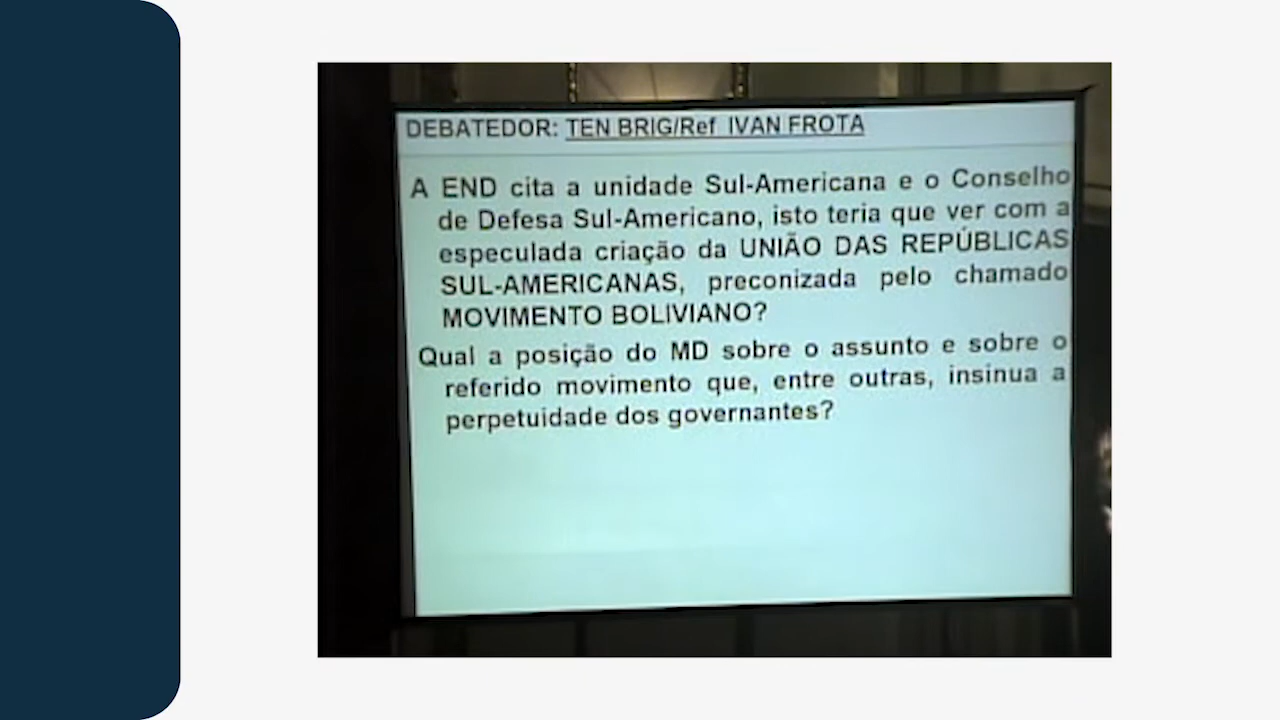 DEBATEDOR: TEN BRIG/Ref IVAN FROTA
A END cita a unidade Sul-Americana e o Conselho
de Defesa Sul-Americano, isto teria que ver com a
especulada criação da UNIÃO DAS REPÚBLICAS
SUL-AMERICANAS, preconizada pelo chamado
MOVIMENTO BOLIVIANO?
Qual a posição do MD sobre o assunto e sobre o
referido movimento que, entre outras, insinua a
perpetuidade dos governantes?